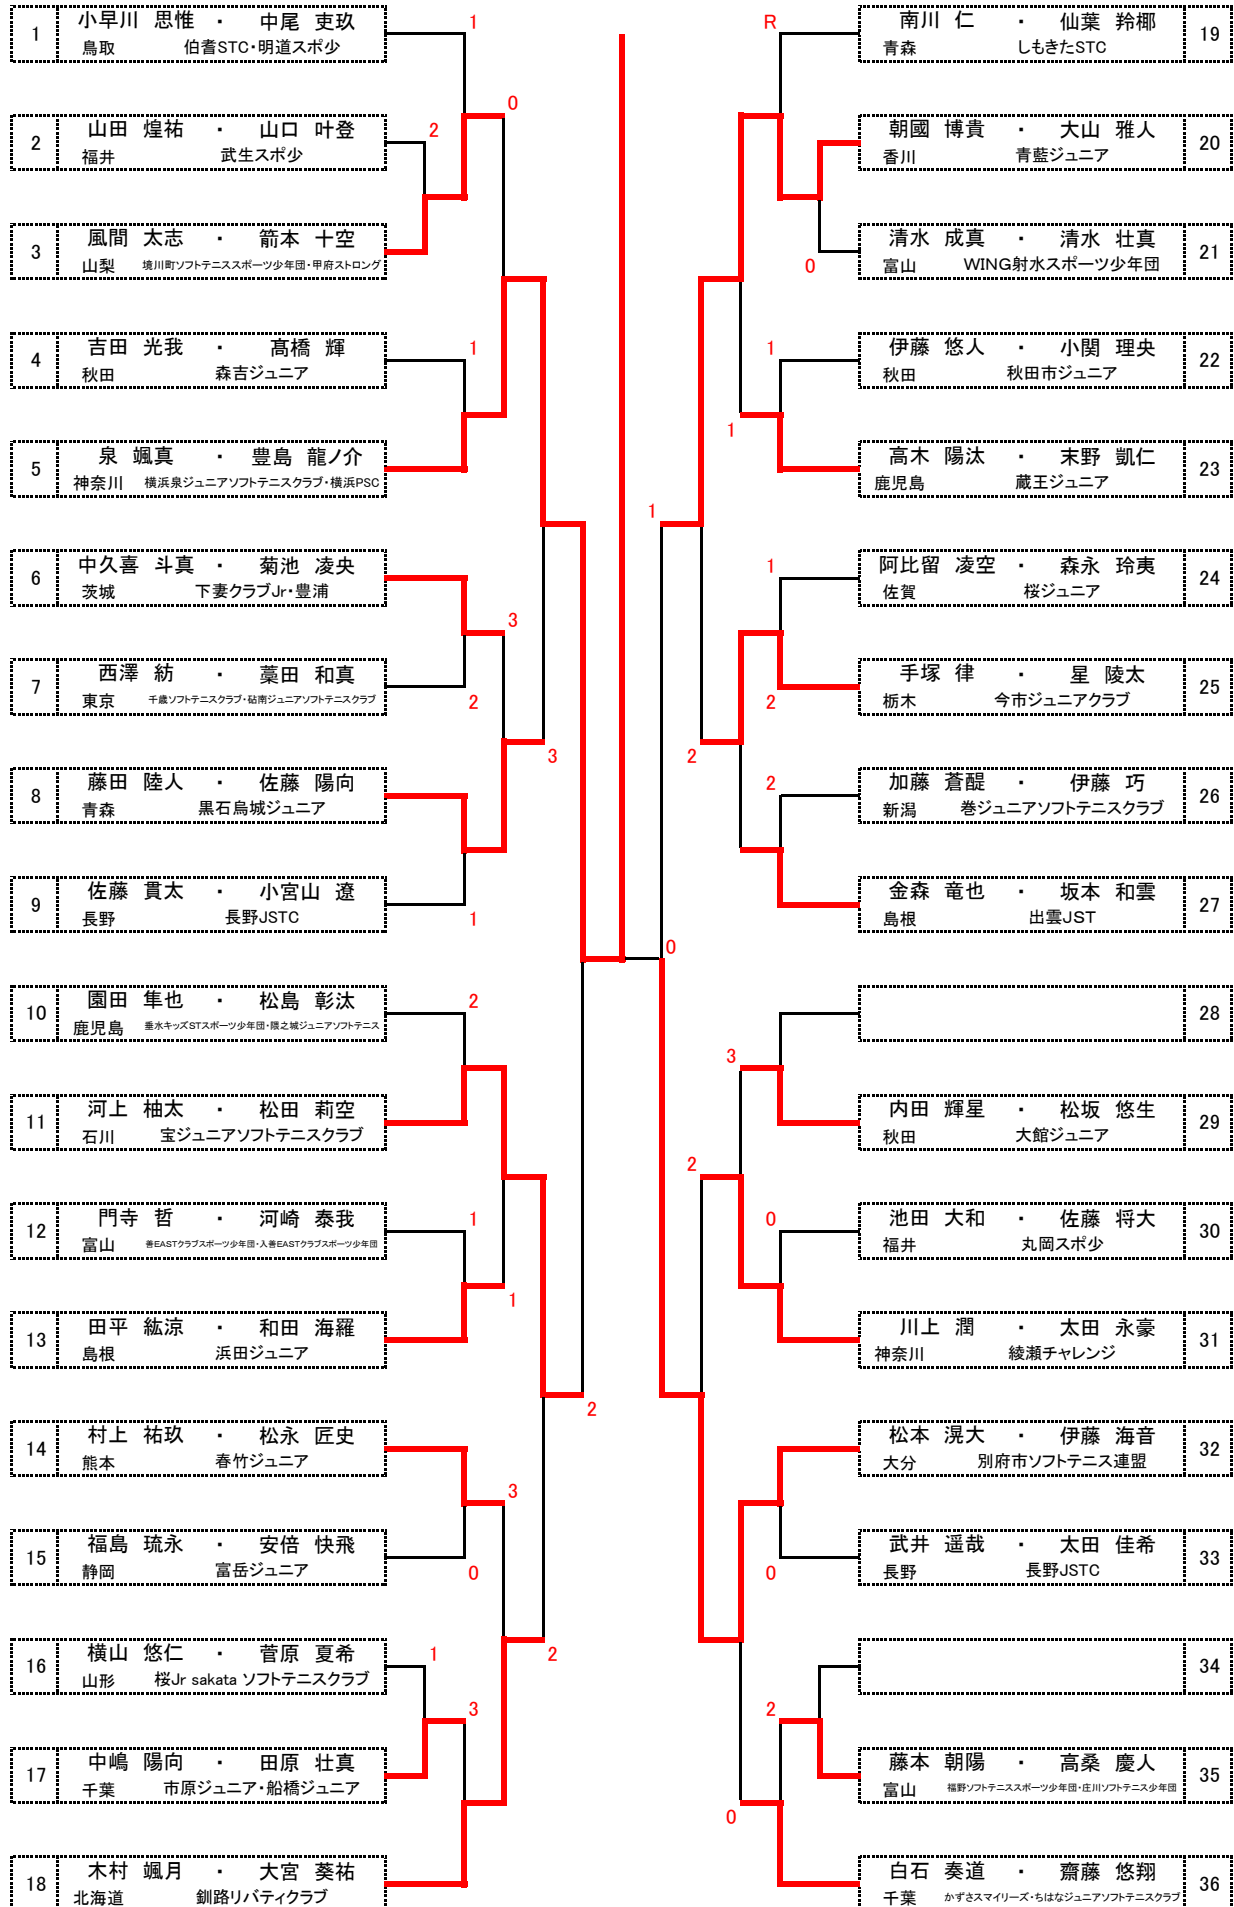 1 小早川 思惟 ・ 中尾 吏玖
鳥取 伯耆STC・明道スポ少
1
0
2 山田 煌祐 ・ 山口 叶登
福井 武生スポ少
2
3 風間 太志 ・ 箭本 十空
山梨 境川町ソフトテニススポーツ少年団・甲府ストロング
4 吉田 光我 ・ 髙橋 輝
秋田 森吉ジュニア
1
5 泉 颯真 ・ 豊島 龍ノ介
神奈川 横浜泉ジュニアソフトテニスクラブ・横浜PSC
6 中久喜 斗真 ・ 菊池 凌央
茨城 下妻クラブJr・豊浦
3
7 西澤 紡 ・ 藁田 和真
東京 千歳ソフトテニスクラブ・砧南ジュニアソフトテニスクラブ
2
3
8 藤田 陸人 ・ 佐藤 陽向
青森 黒石烏城ジュニア
9 佐藤 貫太 ・ 小宮山 遼
長野 長野JSTC
1
10 園田 隼也 ・ 松島 彰汰
鹿児島 垂水キッズSTスポーツ少年団・隈之城ジュニアソフトテニス
2
11 河上 柚太 ・ 松田 莉空
石川 宝ジュニアソフトテニスクラブ
12 門寺 哲 ・ 河崎 泰我
富山 善EASTクラブスポーツ少年団・入善EASTクラブスポーツ少年団
1
1
13 田平 紘涼 ・ 和田 海羅
島根 浜田ジュニア
2
14 村上 祐玖 ・ 松永 匠史
熊本 春竹ジュニア
3
15 福島 琉永 ・ 安倍 快飛
静岡 富岳ジュニア
0
16 横山 悠仁 ・ 菅原 夏希
山形 桜Jr sakata ソフトテニスクラブ
1
2
3
17 中嶋 陽向 ・ 田原 壮真
千葉 市原ジュニア・船橋ジュニア
18 木村 颯月 ・ 大宮 葵祐
北海道 釧路リバティクラブ
R
南川 仁 ・ 仙葉 羚椰 19
青森 しもきたSTC
朝國 博貴 ・ 大山 雅人 20
香川 青藍ジュニア
清水 成真 ・ 清水 壮真 21
富山 WING射水スポーツ少年団
0
1
伊藤 悠人 ・ 小関 理央 22
秋田 秋田市ジュニア
1
高木 陽汰 ・ 末野 凱仁 23
鹿児島 蔵王ジュニア
1
1
阿比留 凌空 ・ 森永 玲夷 24
佐賀 桜ジュニア
手塚 律 ・ 星 陵太 25
栃木 今市ジュニアクラブ
2
2
2
加藤 蒼醍 ・ 伊藤 巧 26
新潟 巻ジュニアソフトテニスクラブ
金森 竜也 ・ 坂本 和雲 27
島根 出雲JST
0
28
3
内田 輝星 ・ 松坂 悠生 29
秋田 大館ジュニア
2
0
池田 大和 ・ 佐藤 将大 30
福井 丸岡スポ少
川上 潤 ・ 太田 永豪 31
神奈川 綾瀬チャレンジ
松本 滉大 ・ 伊藤 海音 32
大分 別府市ソフトテニス連盟
武井 遥哉 ・ 太田 佳希 33
長野 長野JSTC
0
34
2
藤本 朝陽 ・ 高桑 慶人 35
富山 福野ソフトテニススポーツ少年団・庄川ソフトテニス少年団
0
白石 奏道 ・ 齋藤 悠翔 36
千葉 かずさスマイリーズ・ちはなジュニアソフトテニスクラブ